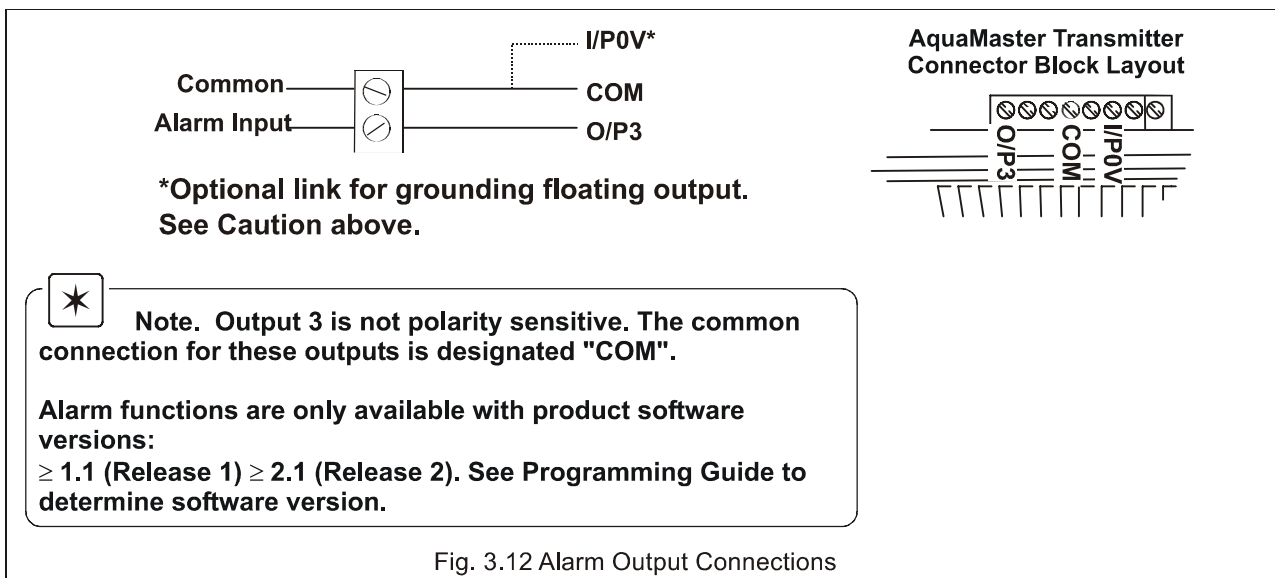 I/P0V*
Common
COM
Alarm Input
O/P3
*Optional link for grounding floating output.
See Caution above.
AquaMaster Transmitter
Connector Block Layout
O/P3
COM
I/P0V
Note. Output 3 is not polarity sensitive. The common
connection for these outputs is designated "COM".
Alarm functions are only available with product software
versions:
≥ 1.1 (Release 1) ≥ 2.1 (Release 2). See Programming Guide to
determine software version.
Fig. 3.12 Alarm Output Connections